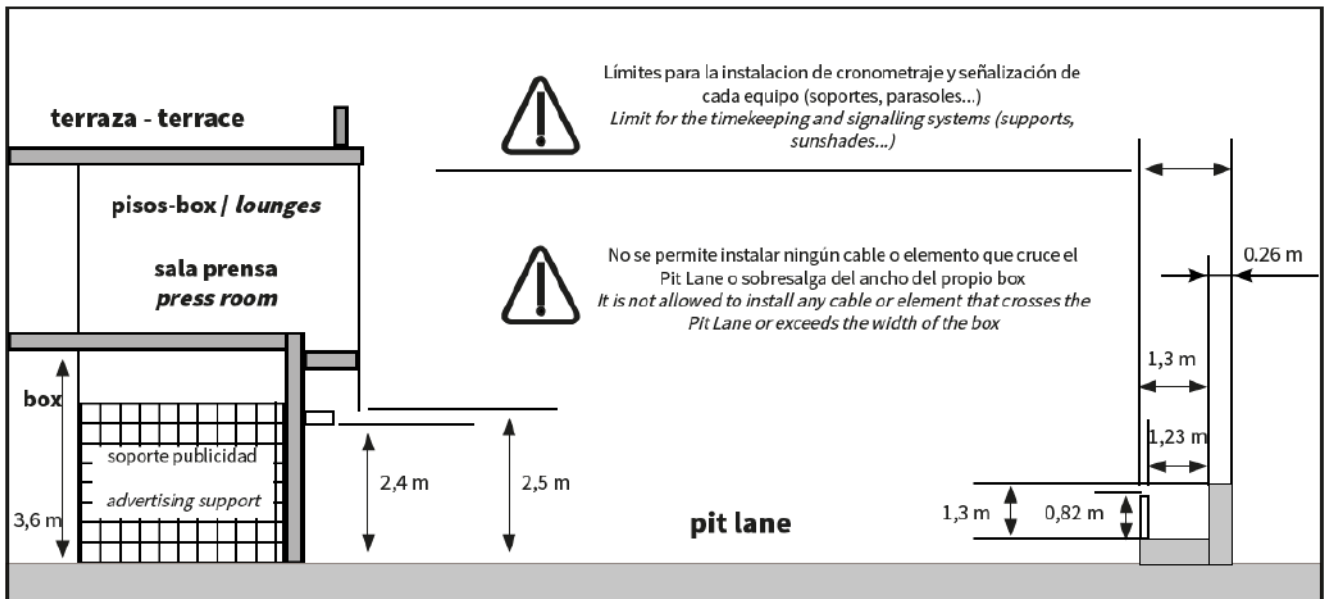 Límites para la instalacion de cronometraje y señalización de
cada equipo (soportes, parasoles...)
Limit for the timekeeping and signalling systems (supports,
sunshades...)
terraza - terrace
pisos-box / lounges
sala prensa
press room
No se permite instalar ningún cable o elemento que cruce el
Pit Lane o sobresalga del ancho del propio box
It is not allowed to install any cable or element that crosses the
Pit Lane or exceeds the width of the box
0.26 m
1,3 m
1,23 m
box
soporte publicidad
advertising support
3,6 m
2,4 m
2,5 m
pit lane
1,3 m
0,82 m